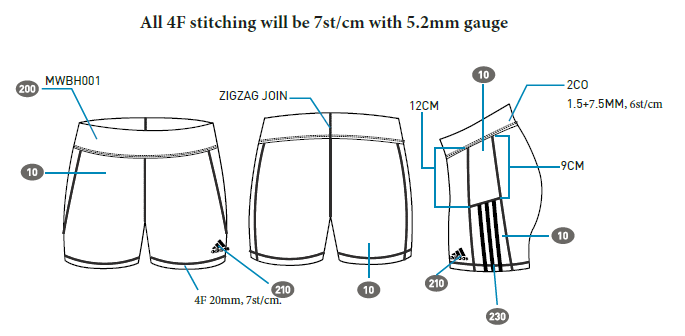 All 4F stitching will be 7st/cm with 5.2mm gauge
200
MWBH001
10
ZIGZAG JOIN
12CM
10
2CO
1.5+7.5MM, 6st/cm
9CM
10
10
210
4F 20mm, 7st/cm.
210
230